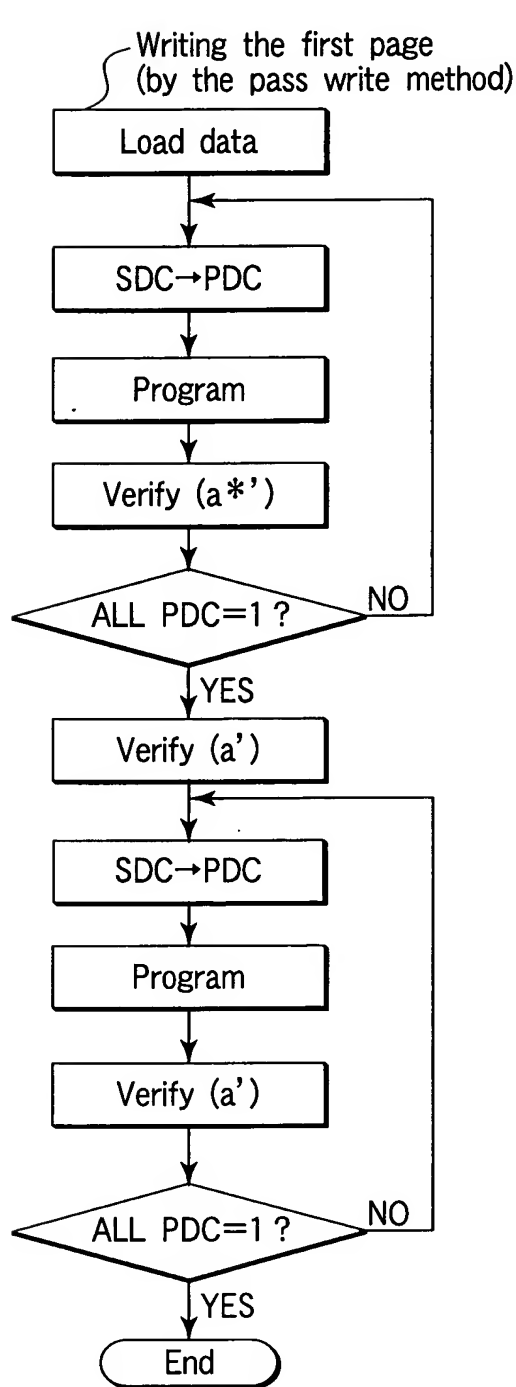 Writing the first page
(by the pass write method)
Load data
SDC→PDC
Program
Verify (a*')
ALL PDC=1?
NO
YES
Verify (a')
SDC→PDC
Program
Verify (a')
ALL PDC=1?
NO
YES
End